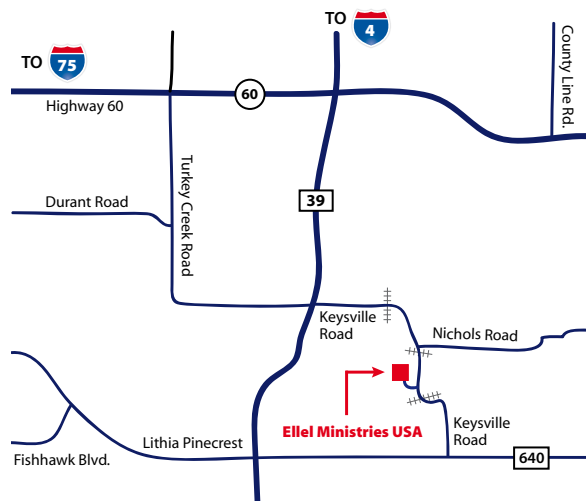 TO 4
TO 75
60
Highway 60
County Line Rd.
Turkey Creek Road
Durant Road
39
Keysville
Road
Nichols Road
Ellel Ministries USA
Keysville
Road
Lithia Pinecrest
Fishhawk Blvd.
640